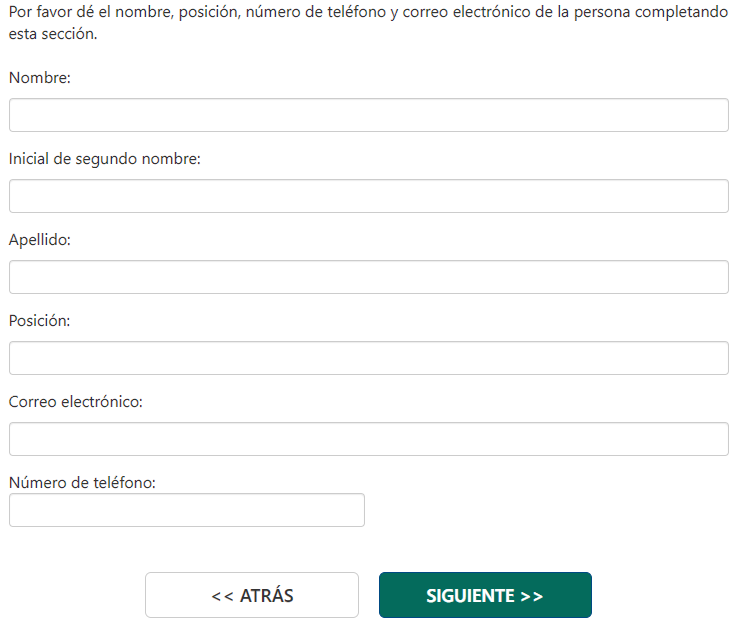 Por favor dé el nombre, posición, número de teléfono y correo electrónico de la persona completando
esta sección.
Nombre:
Inicial de segundo nombre:
Apellido:
Posición:
Correo electrónico:
Número de teléfono:
<< ATRÁS
SIGUIENTE >>